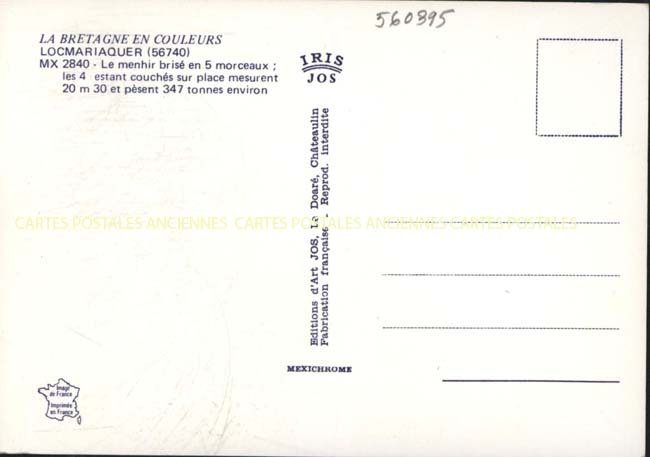 560395
LA BRETAGNE EN COULEURS
LOCMARIAQUER (56740)
MX 2840 - Le menhir brisé en 5 morceaux ;
les 4 estant couchés sur place mesurent
20 m 30 et pèsent 347 tonnes environ
IRIS
JOS
Editions d'Art JOS, Le Doaré, Châteaulin
Fabrication française - Reprod. interdite
CARTES POSTALES ANCIENNES CARTES POSTALES ANCIENNES CARTES POSTALES ANCIENNES
MEXICHROME
Image
de France
Imprimée
en France